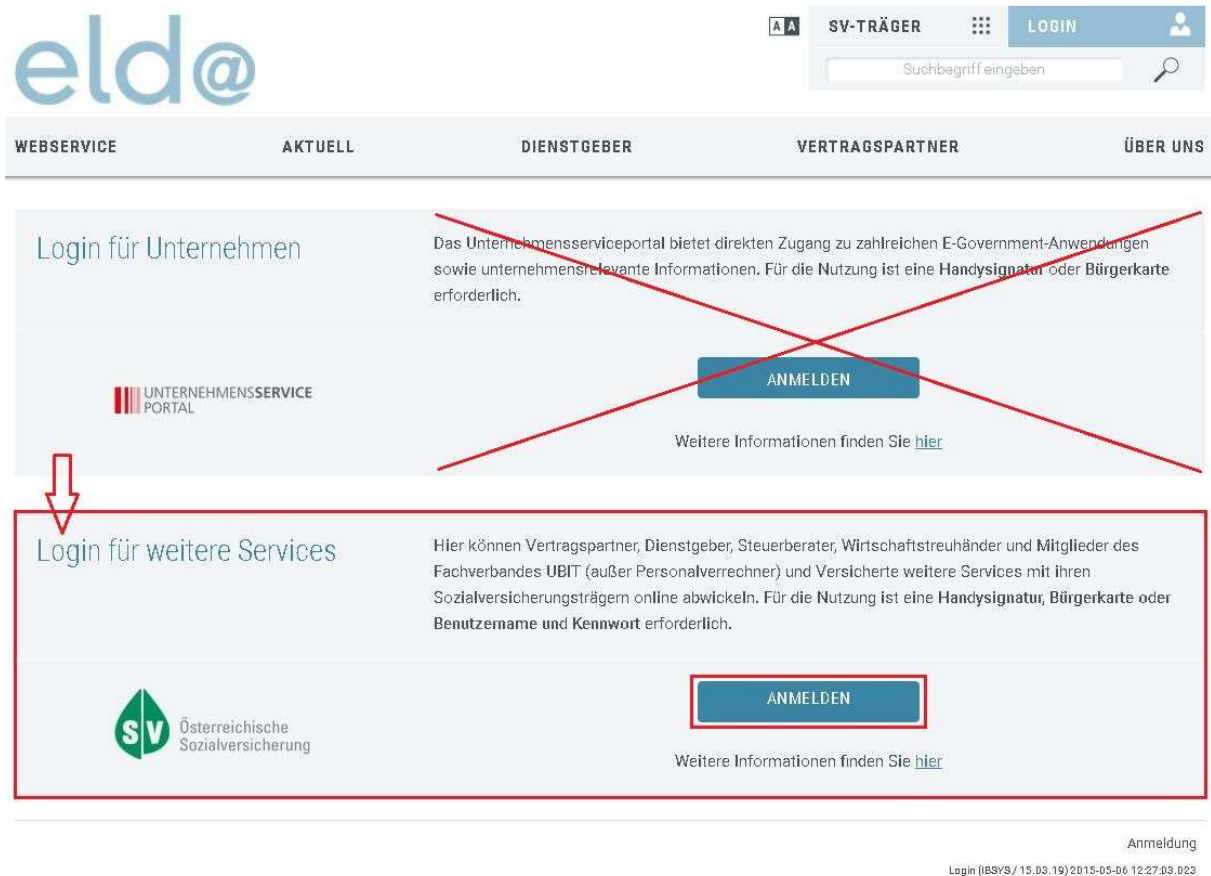 eld@
A A
SV-TRÄGER
LOGIN
Suchbegriff eingeben
WEBSERVICE
AKTUELL
DIENSTGEBER
VERTRAGSPARTNER
ÜBER UNS
Login für Unternehmen
Das Unternehmensserviceportal bietet direkten Zugang zu zahlreichen E-Government-Anwendungen
sowie unternehmensrelevante Informationen. Für die Nutzung ist eine Handysignatur oder Bürgerkarte
erforderlich.
UNTERNEHMENSSERVICE
PORTAL
ANMELDEN
Weitere Informationen finden Sie hier
Login für weitere Services
Hier können Vertragspartner, Dienstgeber, Steuerberater, Wirtschaftstreuhänder und Mitglieder des
Fachverbandes UBIT (außer Personalverrechner) und Versicherte weitere Services mit ihren
Sozialversicherungsträgern online abwickeln. Für die Nutzung ist eine Handysignatur, Bürgerkarte oder
Benutzername und Kennwort erforderlich.
SV
Österreichische
Sozialversicherung
ANMELDEN
Weitere Informationen finden Sie hier
Anmeldung
Login (IBSYS / 15.03.19) 2015-05-06 12:27:03.023